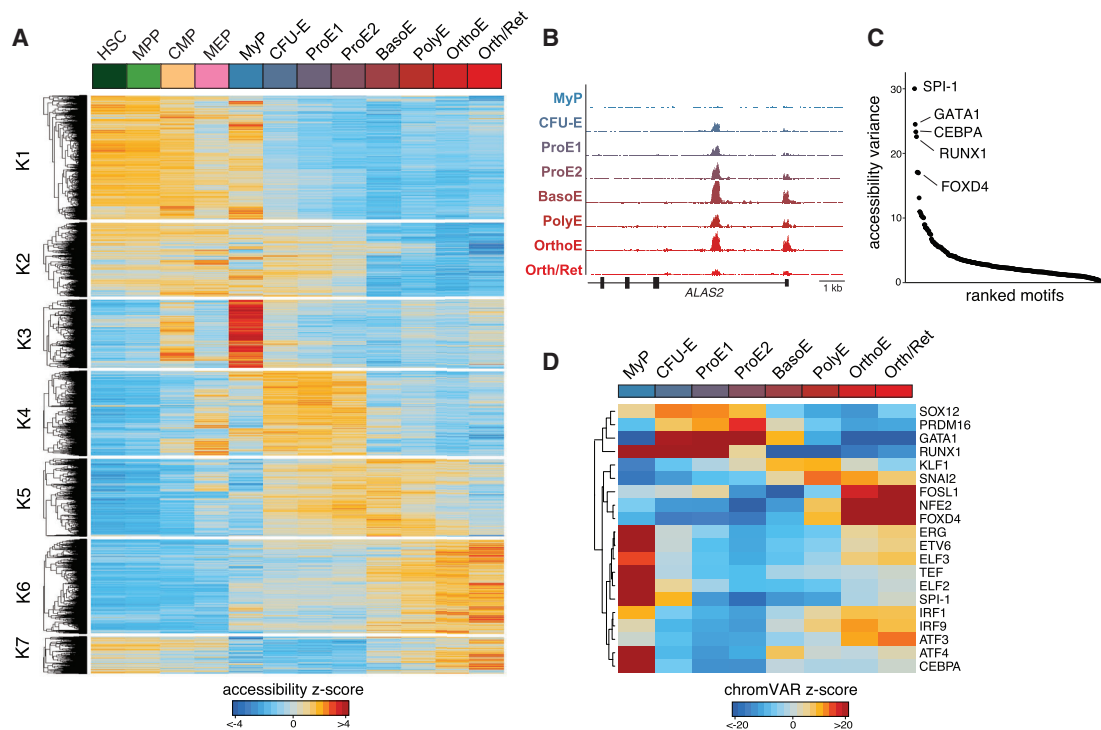 A
HSC
MPP
CMP
MEP
MyP
CFU-E
ProE1
ProE2
BasoE
PolyE
OrthoE
Orth/Ret
K1
K2
K3
K4
K5
K6
K7
accessibility z-score
<-4
0
>4
B
MyP
CFU-E
ProE1
ProE2
BasoE
PolyE
OrthoE
Orth/Ret
ALAS2
1 kb
C
accessibility variance
30
20
10
0
SPI-1
GATA1
CEBPA
RUNX1
FOXD4
ranked motifs
D
MyP
CFU-E
ProE1
ProE2
BasoE
PolyE
OrthoE
Orth/Ret
SOX12
PRDM16
GATA1
RUNX1
KLF1
SNAI2
FOSL1
NFE2
FOXD4
ERG
ETV6
ELF3
TEF
ELF2
SPI-1
IRF1
IRF9
ATF3
ATF4
CEBPA
chromVAR z-score
<-20
0
>20